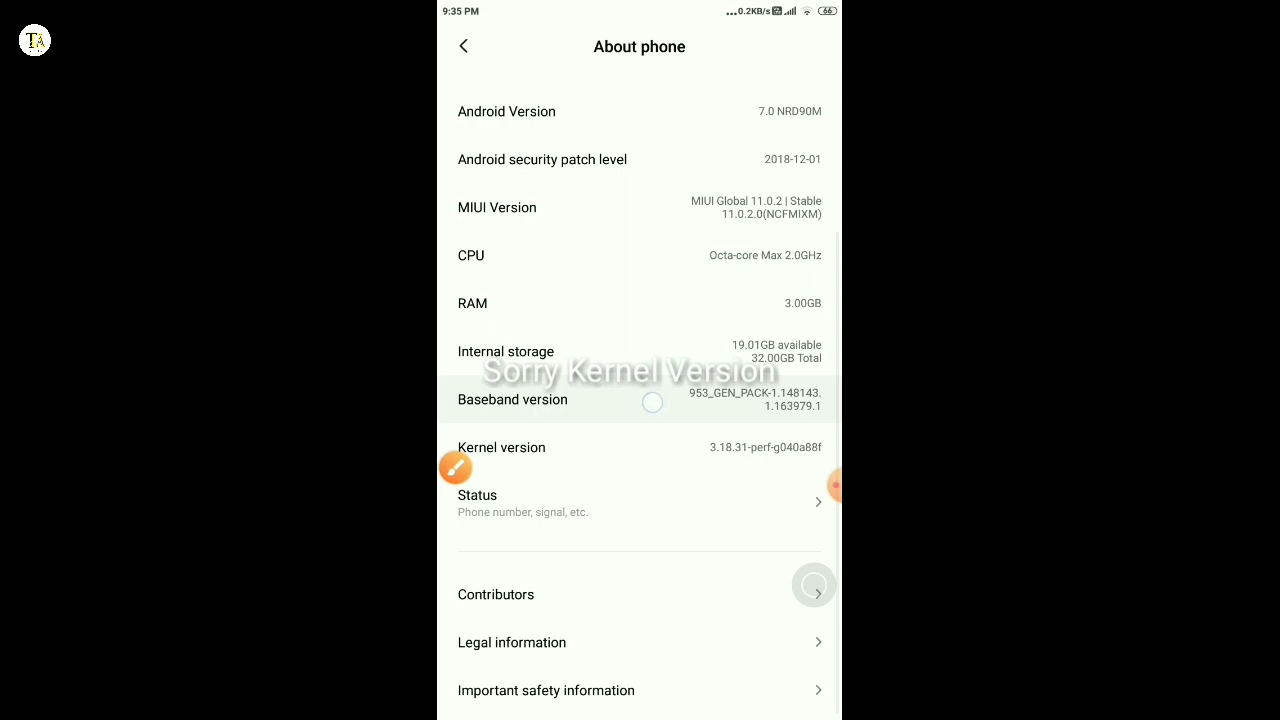 TA
9:35 PM
...0.2KB/s
66
About phone
Android Version
7.0 NRD90M
Android security patch level
2018-12-01
MIUI Version
MIUI Global 11.0.2 | Stable
11.0.2.0(NCFMIXM)
CPU
Octa-core Max 2.0GHz
RAM
3.00GB
Internal storage
19.01GB available
32.00GB Total
Sorry Kernel Version
Baseband version
953_GEN_PACK-1.148143.
1.163979.1
Kernel version
3.18.31-perf-g040a88f
Status
Phone number, signal, etc.
Contributors
Legal information
Important safety information